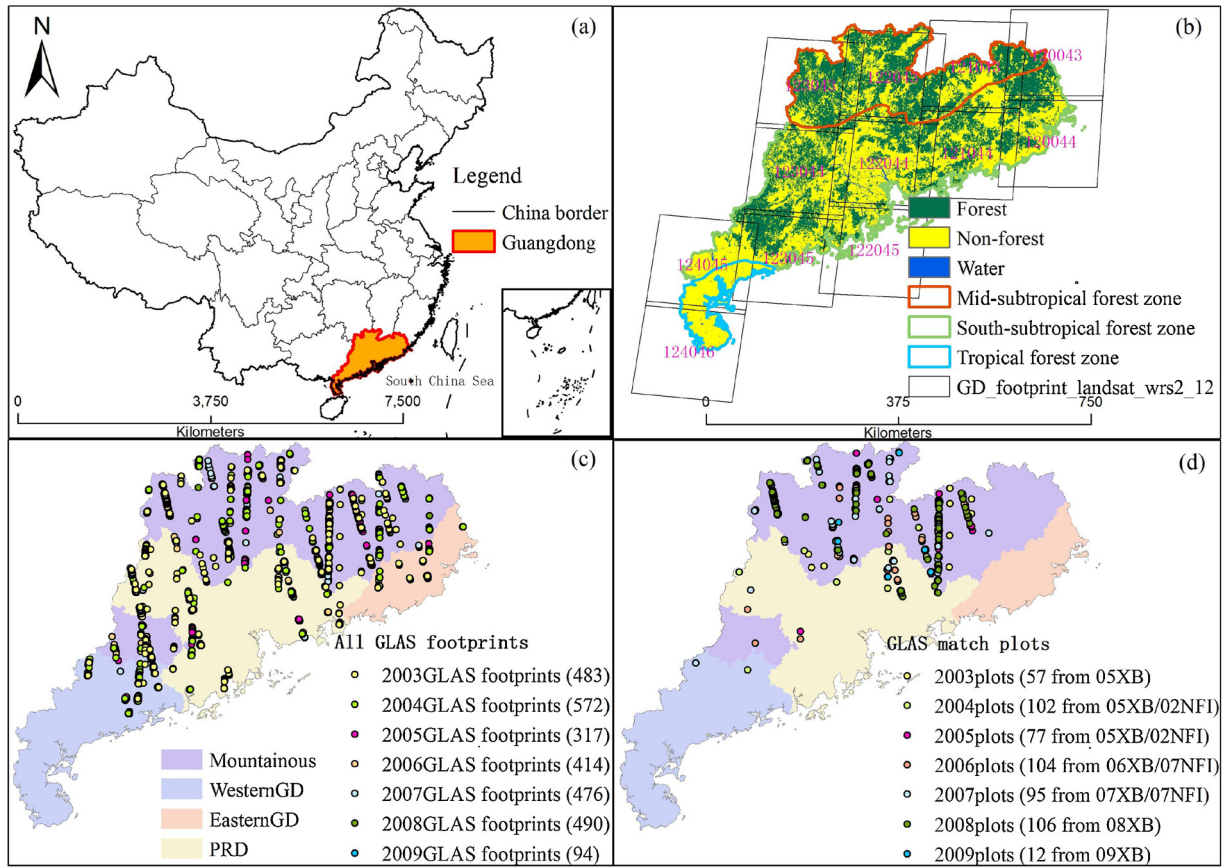 N
(a)
Legend
China border
Guangdong
South China Sea
0 3,750 7,500
Kilometers
(b)
120043
122044
120044
122045
124045
123045
124046
Forest
Non-forest
Water
Mid-subtropical forest zone
South-subtropical forest zone
Tropical forest zone
GD_footprint_landsat_wrs2_12
0 375 750
Kilometers
(c)
All GLAS footprints
2003GLAS footprints (483)
2004GLAS footprints (572)
2005GLAS footprints (317)
2006GLAS footprints (414)
2007GLAS footprints (476)
2008GLAS footprints (490)
2009GLAS footprints (94)
Mountainous
WesternGD
EasternGD
PRD
(d)
GLAS match plots
2003plots (57 from 05XB)
2004plots (102 from 05XB/02NFI)
2005plots (77 from 05XB/02NFI)
2006plots (104 from 06XB/07NFI)
2007plots (95 from 07XB/07NFI)
2008plots (106 from 08XB)
2009plots (12 from 09XB)